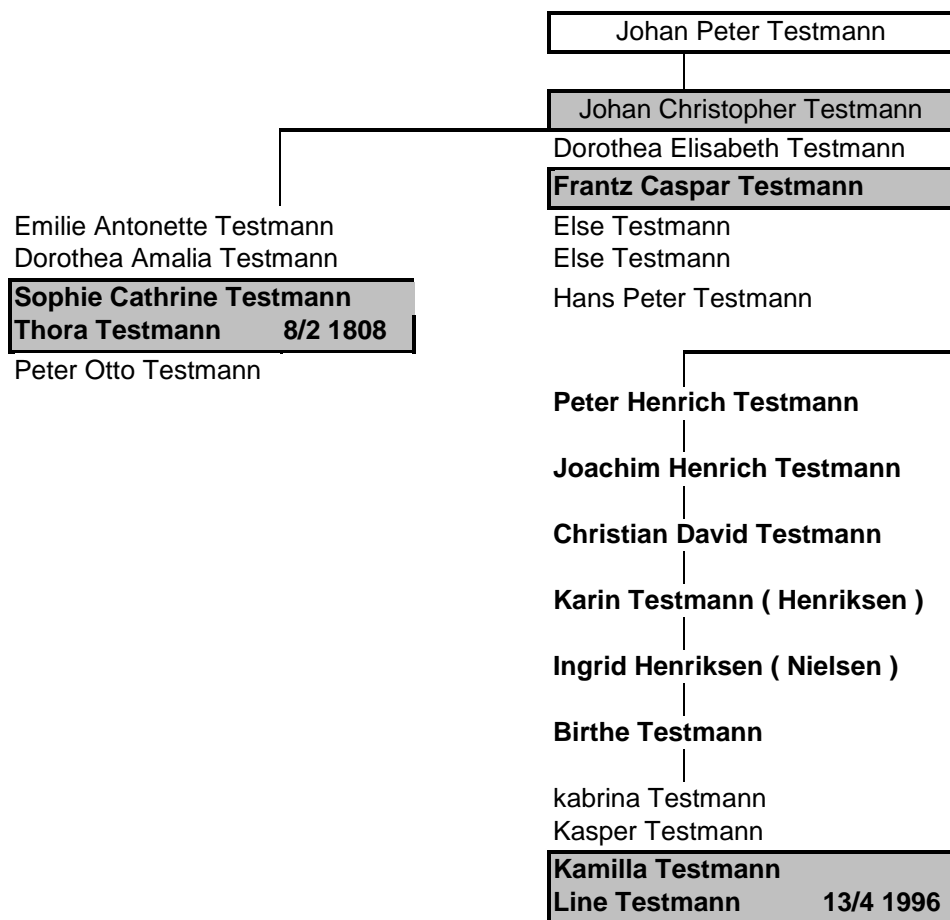 Johan Peter Testmann
Johan Christopher Testmann
Dorothea Elisabeth Testmann
Frantz Caspar Testmann
Else Testmann
Else Testmann
Hans Peter Testmann
Emilie Antonette Testmann
Dorothea Amalia Testmann
Sophie Cathrine Testmann
Thora Testmann 8/2 1808
Peter Otto Testmann
Peter Henrich Testmann
Joachim Henrich Testmann
Christian David Testmann
Karin Testmann ( Henriksen )
Ingrid Henriksen ( Nielsen )
Birthe Testmann
kabrina Testmann
Kasper Testmann
Kamilla Testmann
Line Testmann 13/4 1996